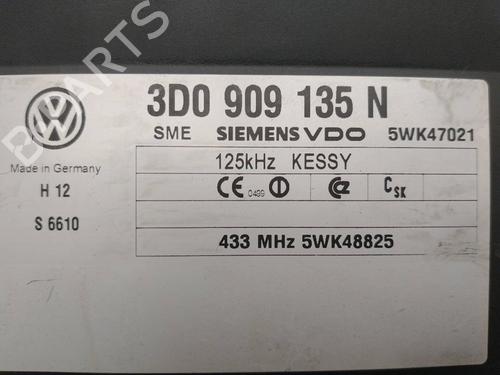 3D0 909 135 N
SME SIEMENS VDO 5WK47021
Made in Germany
125kHz KESSY
H 12
CE 0499 C SK
S 6610
433 MHz 5WK48825
B PARTS